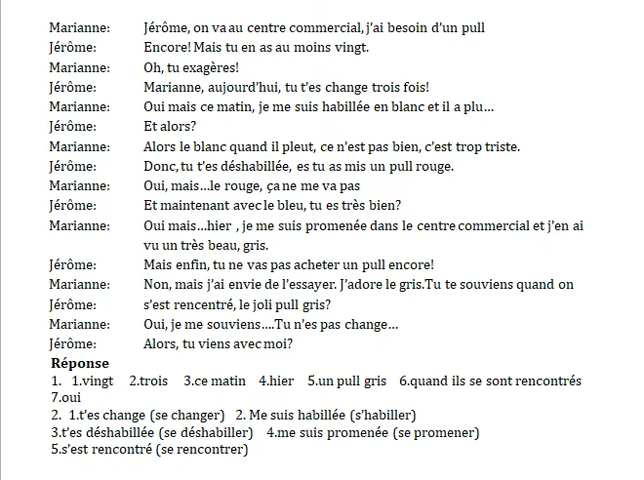 Marianne: Jérôme, on va au centre commercial, j'ai besoin d'un pull
Jérôme: Encore! Mais tu en as au moins vingt.
Marianne: Oh, tu exagères!
Jérôme: Marianne, aujourd'hui, tu t'es change trois fois!
Marianne: Oui mais ce matin, je me suis habillée en blanc et il a plu...
Jérôme: Et alors?
Marianne: Alors le blanc quand il pleut, ce n'est pas bien, c'est trop triste.
Jérôme: Donc, tu t'es déshabillée, es tu as mis un pull rouge.
Marianne: Oui, mais...le rouge, ça ne me va pas
Jérôme: Et maintenant avec le bleu, tu es très bien?
Marianne: Oui mais...hier , je me suis promenée dans le centre commercial et j'en ai
vu un très beau, gris.
Jérôme: Mais enfin, tu ne vas pas acheter un pull encore!
Marianne: Non, mais j'ai envie de l'essayer. J'adore le gris.Tu te souviens quand on
Jérôme: s'est rencentré, le joli pull gris?
Marianne: Oui, je me souviens....Tu n'es pas change...
Jérôme: Alors, tu viens avec moi?
Réponse
1. 1.vingt 2.trois 3.ce matin 4.hier 5.un pull gris 6.quand ils se sont rencontrés
7.oui
2. 1.t'es change (se changer) 2. Me suis habillée (s'habiller)
3.t'es déshabillée (se déshabiller) 4.me suis promenée (se promener)
5.s'est rencontré (se rencontrer)